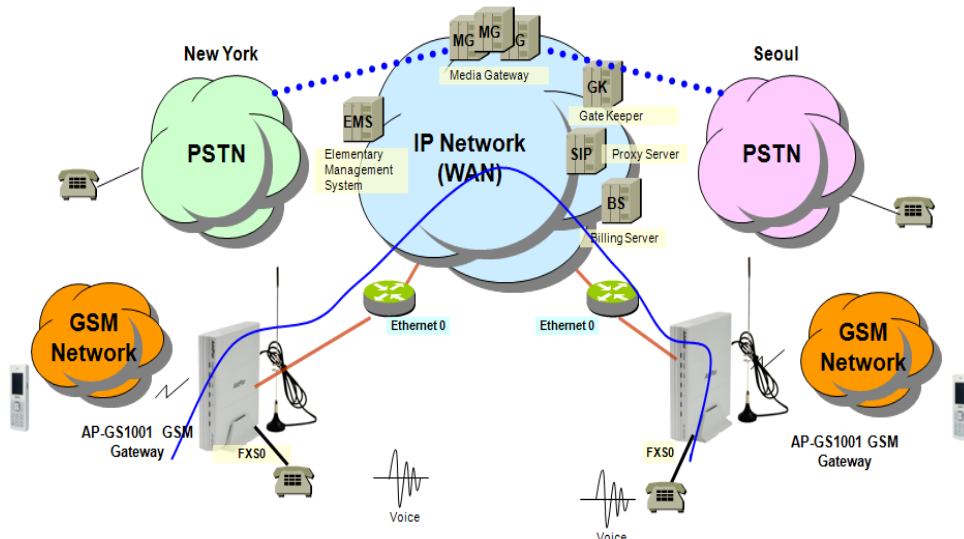 New York
Seoul
MG
MG
G
Media Gateway
GK
Gate Keeper
EMS
Elementary
Management
System
PSTN
IP Network
(WAN)
SIP
Proxy Server
PSTN
BS
Billing Server
Ethernet 0
Ethernet 0
GSM
Network
GSM
Network
AP-GS1001 GSM
Gateway
FXS0
FXS0
AP-GS1001 GSM
Gateway
Voice
Voice